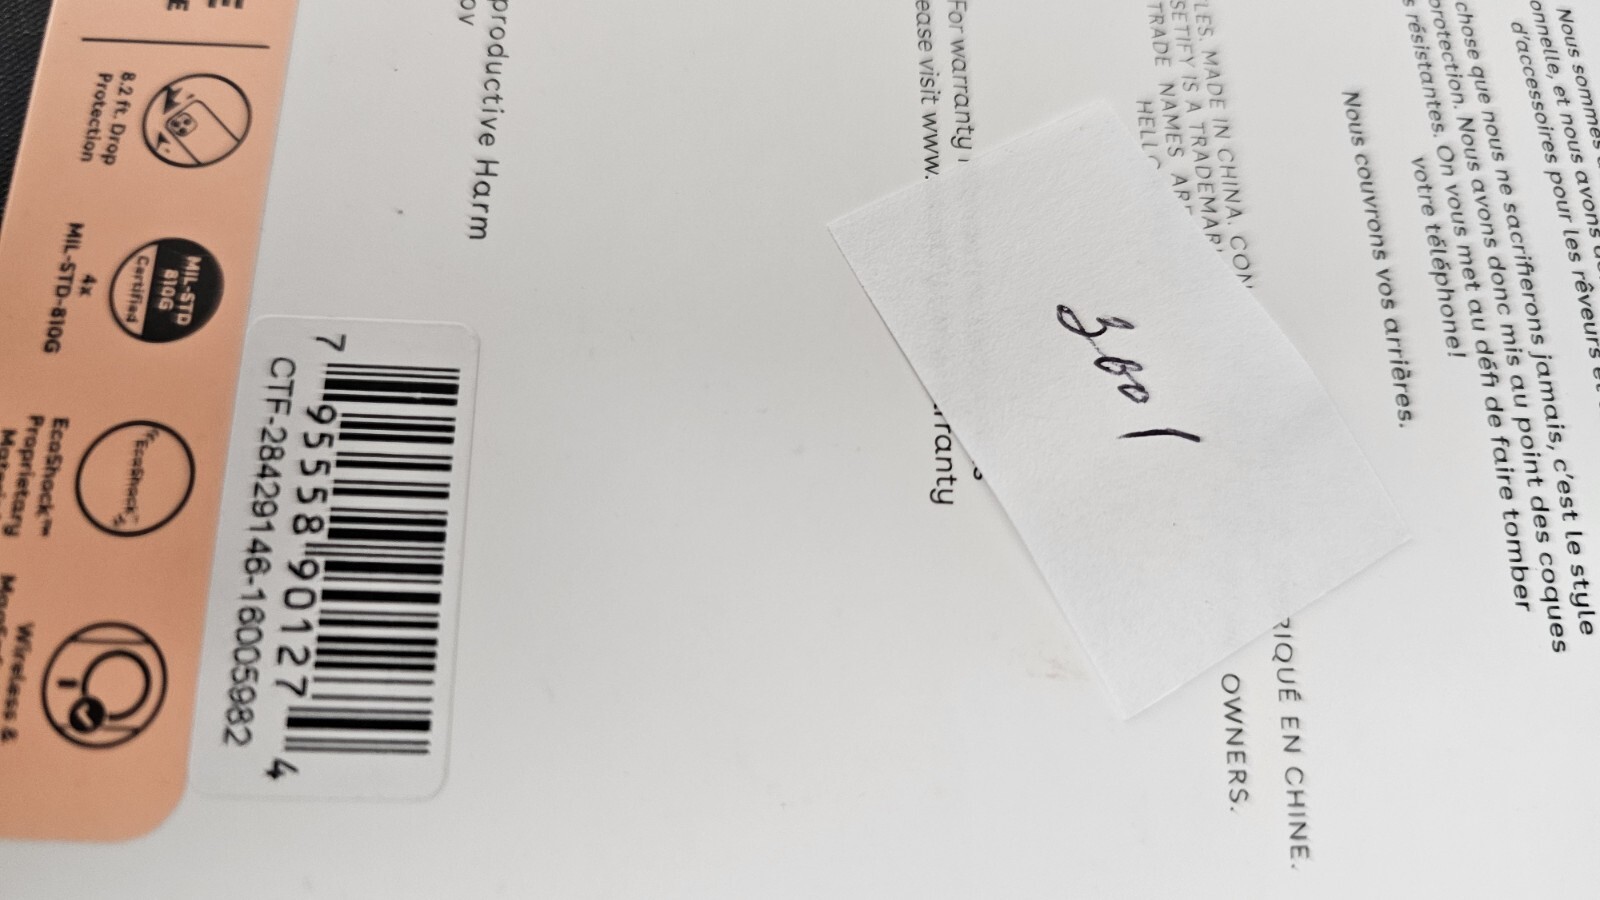 8.2 ft. Drop
Protection
MIL-STD
810G
Certified
4x
MIL-STD-810G
EcoShock™
EcoShock™
Proprietary
Wireless &
7 95558 90127 4
CTF-28429146-16005982
productive Harm
For warranty
ease visit www.
rranty
LES. MADE IN CHINA. CON
SETIFY IS A TRADEMAR
TRADE NAMES AR
HELL
RIQUÉ EN CHINE.
OWNERS.
Nous couvrons vos arrières.
Nous sommes
onnelle, et nous avons
d'accessoires pour les rêveurs
chose que nous ne sacrifierons jamais, c'est le style
protection. Nous avons donc mis au point des coques
s résistantes. On vous met au défi de faire tomber
votre téléphone!